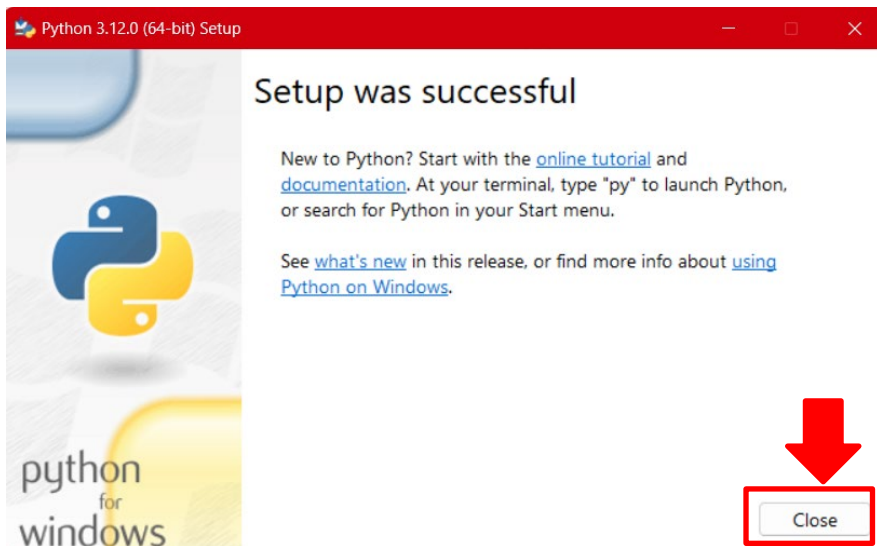 Python 3.12.0 (64-bit) Setup
Setup was successful
New to Python? Start with the online tutorial and
documentation. At your terminal, type "py" to launch Python,
or search for Python in your Start menu.
See what's new in this release, or find more info about using
Python on Windows.
python
for
windows
Close